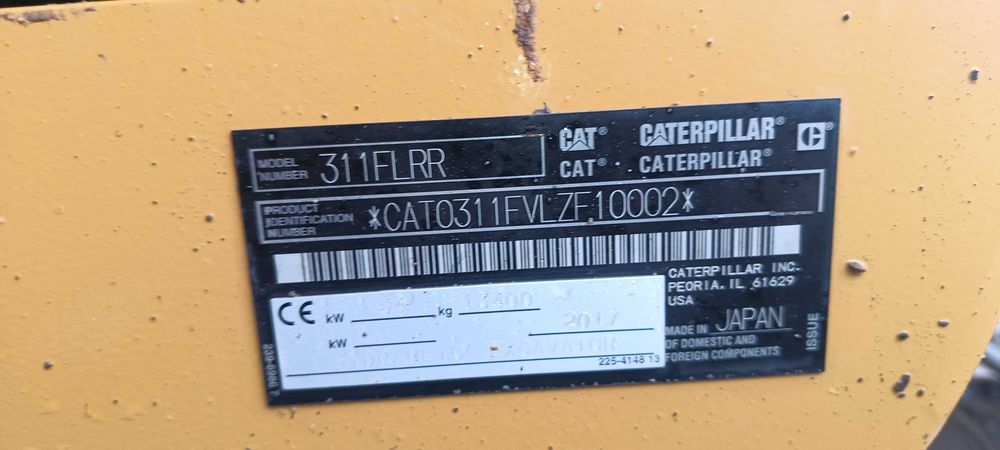 MODEL
NUMBER
311FLRR
CAT® CATERPILLAR®
CAT® CATERPILLAR®
PRODUCT
IDENTIFICATION
NUMBER
*CAT0311FVLZF10002*
CATERPILLAR INC.
PEORIA, IL 61629
USA
CE
kW kg 13400
kW 2017
EXCAVATOR
225-4148 13
MADE IN JAPAN
OF DOMESTIC AND
FOREIGN COMPONENTS
ISSUE